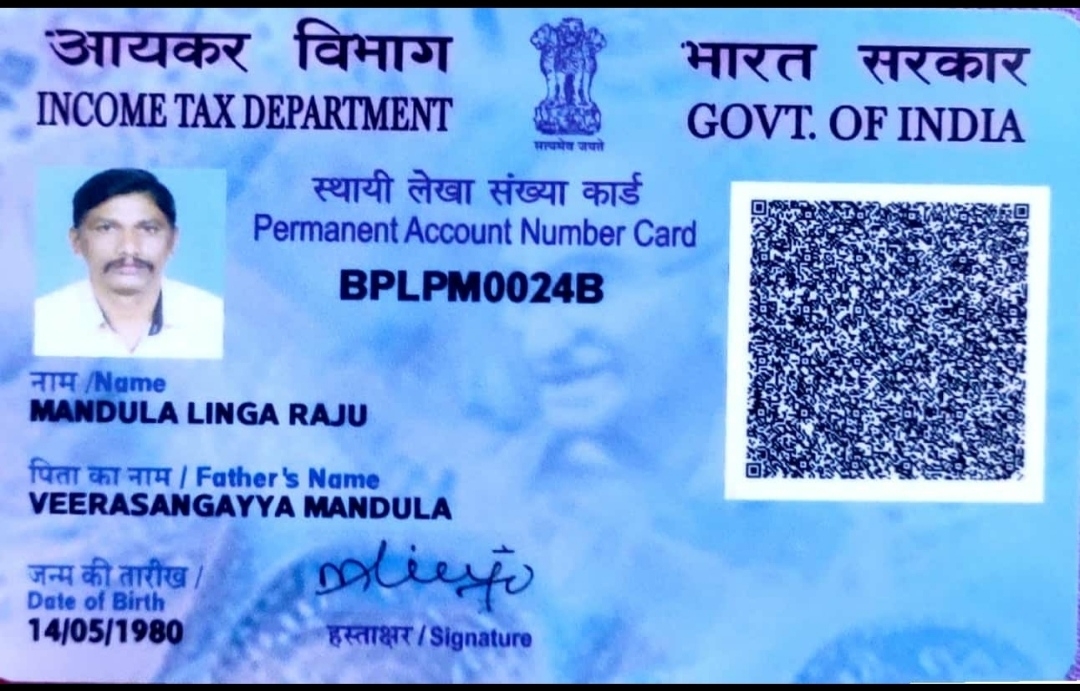 आयकर विभाग
INCOME TAX DEPARTMENT
सत्यमेव जयते
भारत सरकार
GOVT. OF INDIA
स्थायी लेखा संख्या कार्ड
Permanent Account Number Card
BPLPM0024B
नाम /Name
MANDULA LINGA RAJU
पिता का नाम / Father's Name
VEERASANGAYYA MANDULA
जन्म की तारीख /
Date of Birth
14/05/1980
हस्ताक्षर / Signature